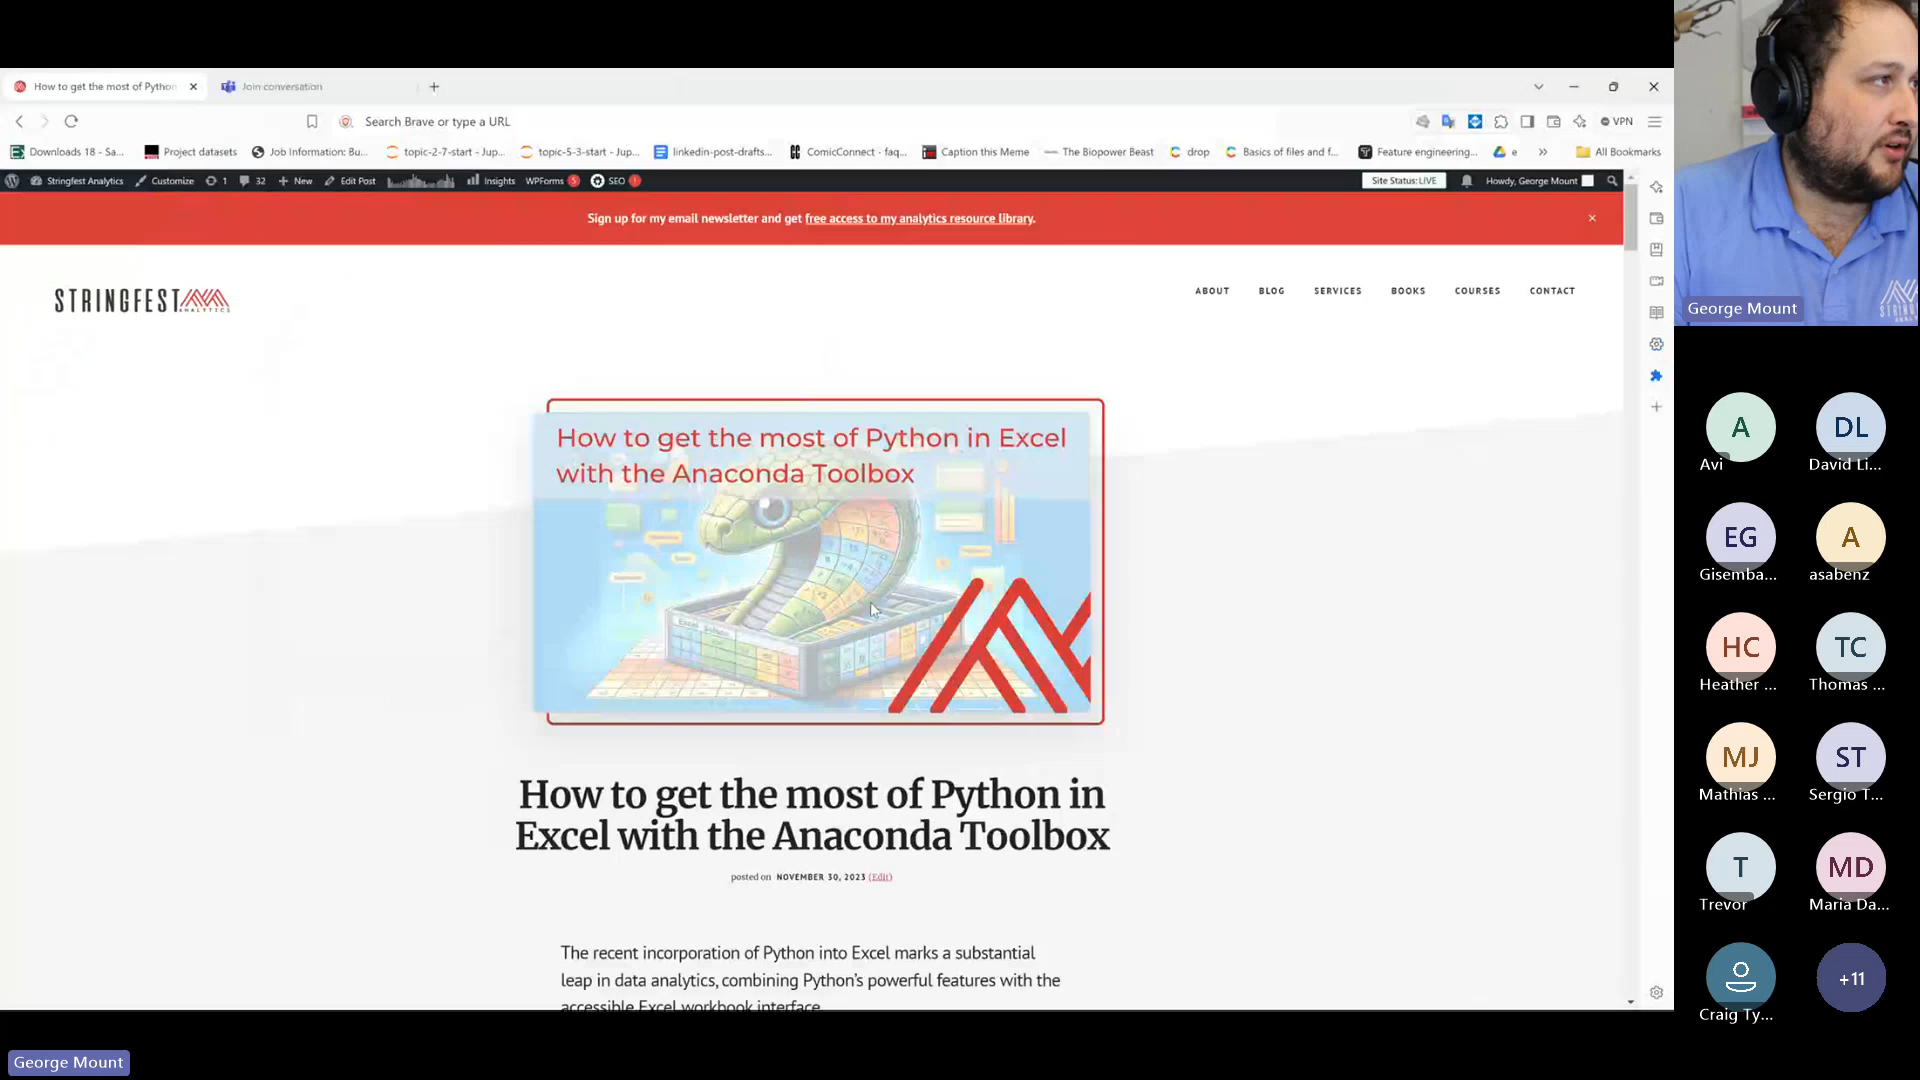 How to get the most of Python
Join conversation
Search Brave or type a URL
VPN
Downloads 18 - Sa...
Project datasets
Job Information: Bu...
topic-2-7-start - Jup...
topic-5-3-start - Jup...
linkedin-post-drafts...
ComicConnect - faq...
Caption this Meme
The Biopower Beast
drop
Basics of files and f...
Feature engineering...
e
All Bookmarks
Stringfest Analytics
Customize
1
32
New
Edit Post
Insights
WPForms 5
SEO
Site Status: LIVE
Howdy, George Mount
Sign up for my email newsletter and get free access to my analytics resource library.
STRINGFEST
ANALYTICS
ABOUT
BLOG
SERVICES
BOOKS
COURSES
CONTACT
How to get the most of Python in Excel
with the Anaconda Toolbox
How to get the most of Python in
Excel with the Anaconda Toolbox
posted on NOVEMBER 30, 2023 (Edit)
The recent incorporation of Python into Excel marks a substantial
leap in data analytics, combining Python's powerful features with the
accessible Excel workbook interface.
George Mount
George Mount
A
Avi
DL
David Li...
EG
Gisemba...
A
asabenz
HC
Heather ...
TC
Thomas ...
MJ
Mathias ...
ST
Sergio T...
T
Trevor
MD
Maria Da...
Craig Ty...
+11